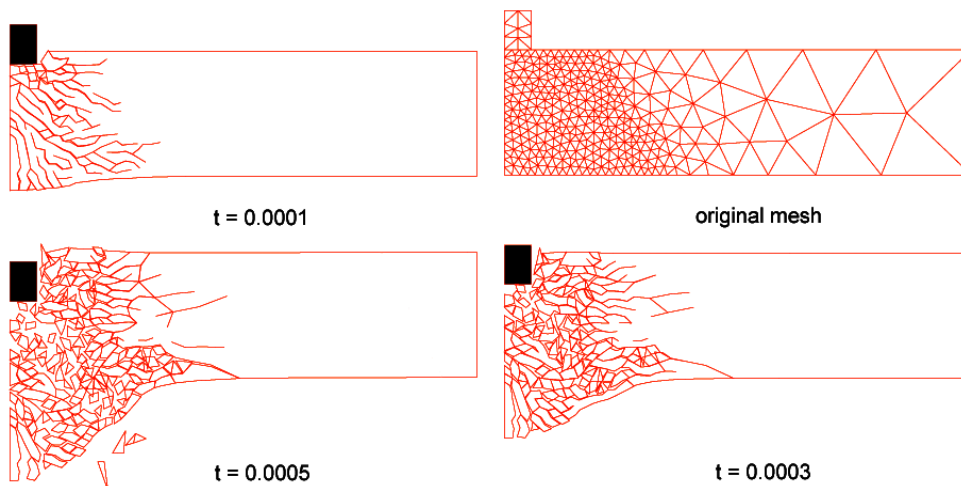 t = 0.0001
original mesh
t = 0.0005
t = 0.0003